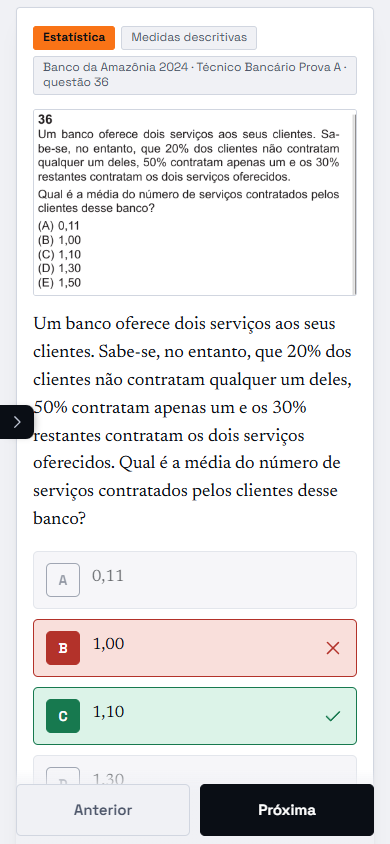 Estatística
Medidas descritivas
Banco da Amazônia 2024 · Técnico Bancário Prova A ·
questão 36
36
Um banco oferece dois serviços aos seus clientes. Sa-
be-se, no entanto, que 20% dos clientes não contratam
qualquer um deles, 50% contratam apenas um e os 30%
restantes contratam os dois serviços oferecidos.
Qual é a média do número de serviços contratados pelos
clientes desse banco?
(A) 0,11
(B) 1,00
(C) 1,10
(D) 1,30
(E) 1,50
Um banco oferece dois serviços aos seus
clientes. Sabe-se, no entanto, que 20% dos
clientes não contratam qualquer um deles,
50% contratam apenas um e os 30%
restantes contratam os dois serviços
oferecidos. Qual é a média do número de
serviços contratados pelos clientes desse
banco?
A 0,11
B 1,00
C 1,10
D 1,30
Anterior
Próxima